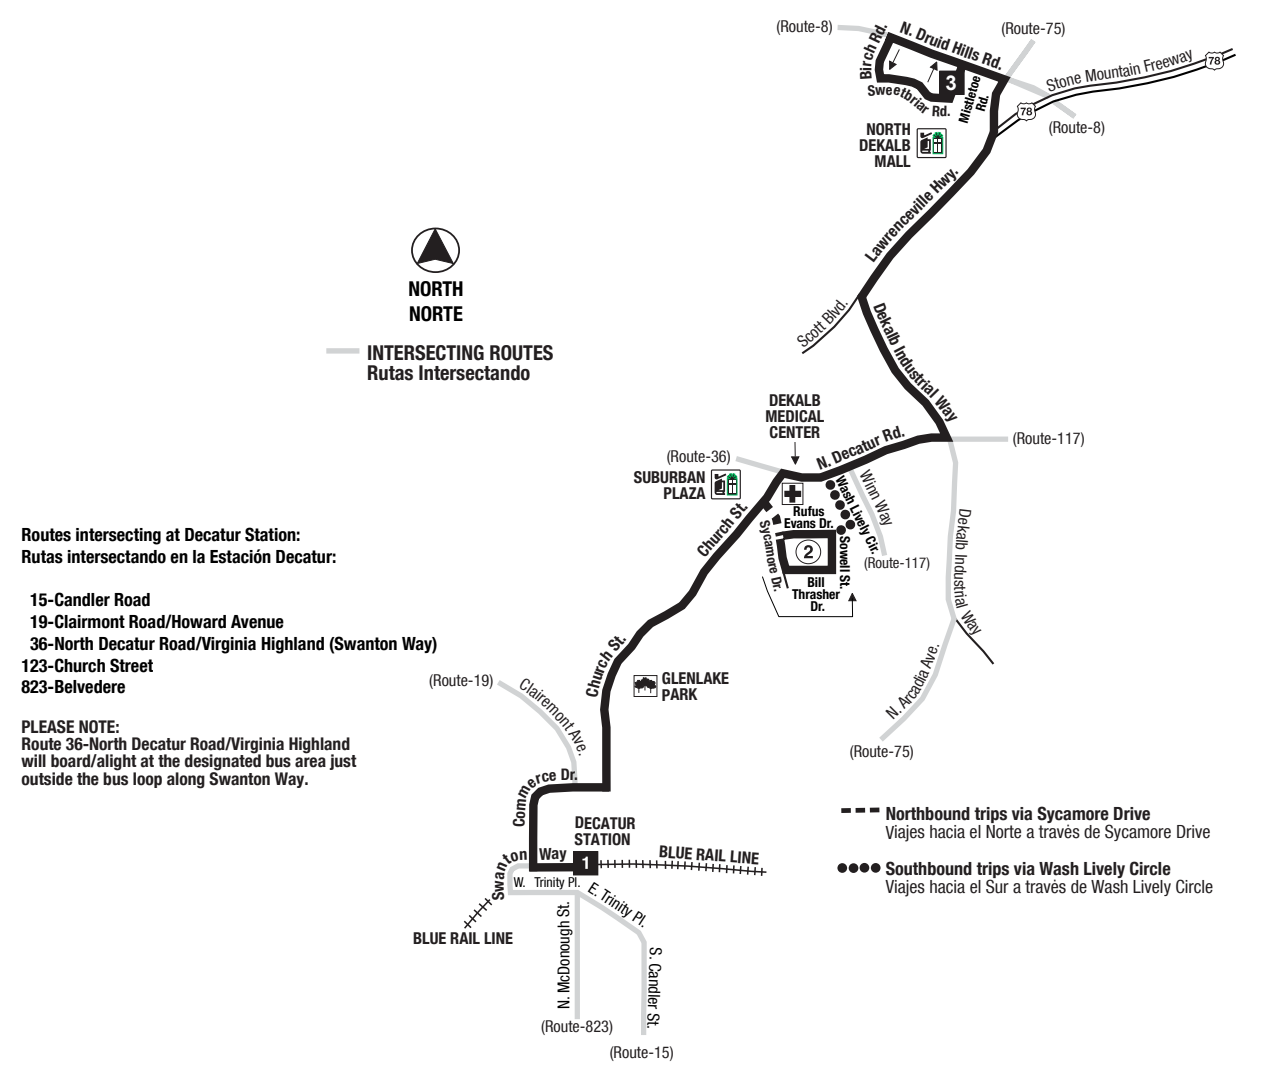 (Route-8)
N. Druid Hills Rd.
(Route-75)
Birch Rd.
Stone Mountain Freeway
78
3
Sweetbriar Rd.
Mistletoe
Rd.
78
(Route-8)
NORTH
DEKALB
MALL
Lawrenceville Hwy.
NORTH
NORTE
Scott Blvd.
Dekalb Industrial Way
INTERSECTING ROUTES
Rutas Intersectando
DEKALB
MEDICAL
CENTER
N. Decatur Rd.
(Route-117)
(Route-36)
SUBURBAN
PLAZA
Wash Lively Cir.
Winn Way
Church St.
Rufus
Evans Dr.
Sycamore Dr.
2
Sowell St.
(Route-117)
Bill
Thrasher
Dr.
Dekalb Industrial Way
Routes intersecting at Decatur Station:
Rutas intersectando en la Estación Decatur:
15-Candler Road
19-Clairmont Road/Howard Avenue
36-North Decatur Road/Virginia Highland (Swanton Way)
123-Church Street
823-Belvedere
PLEASE NOTE:
Route 36-North Decatur Road/Virginia Highland
will board/alight at the designated bus area just
outside the bus loop along Swanton Way.
Church St.
GLENLAKE
PARK
(Route-19)
Clairemont Ave.
N. Arcadia Ave.
(Route-75)
Commerce Dr.
DECATUR
STATION
Swanton Way
1
BLUE RAIL LINE
W. Trinity Pl.
E. Trinity Pl.
BLUE RAIL LINE
N. McDonough St.
S. Candler St.
(Route-823)
(Route-15)
Northbound trips via Sycamore Drive
Viajes hacia el Norte a través de Sycamore Drive
Southbound trips via Wash Lively Circle
Viajes hacia el Sur a través de Wash Lively Circle